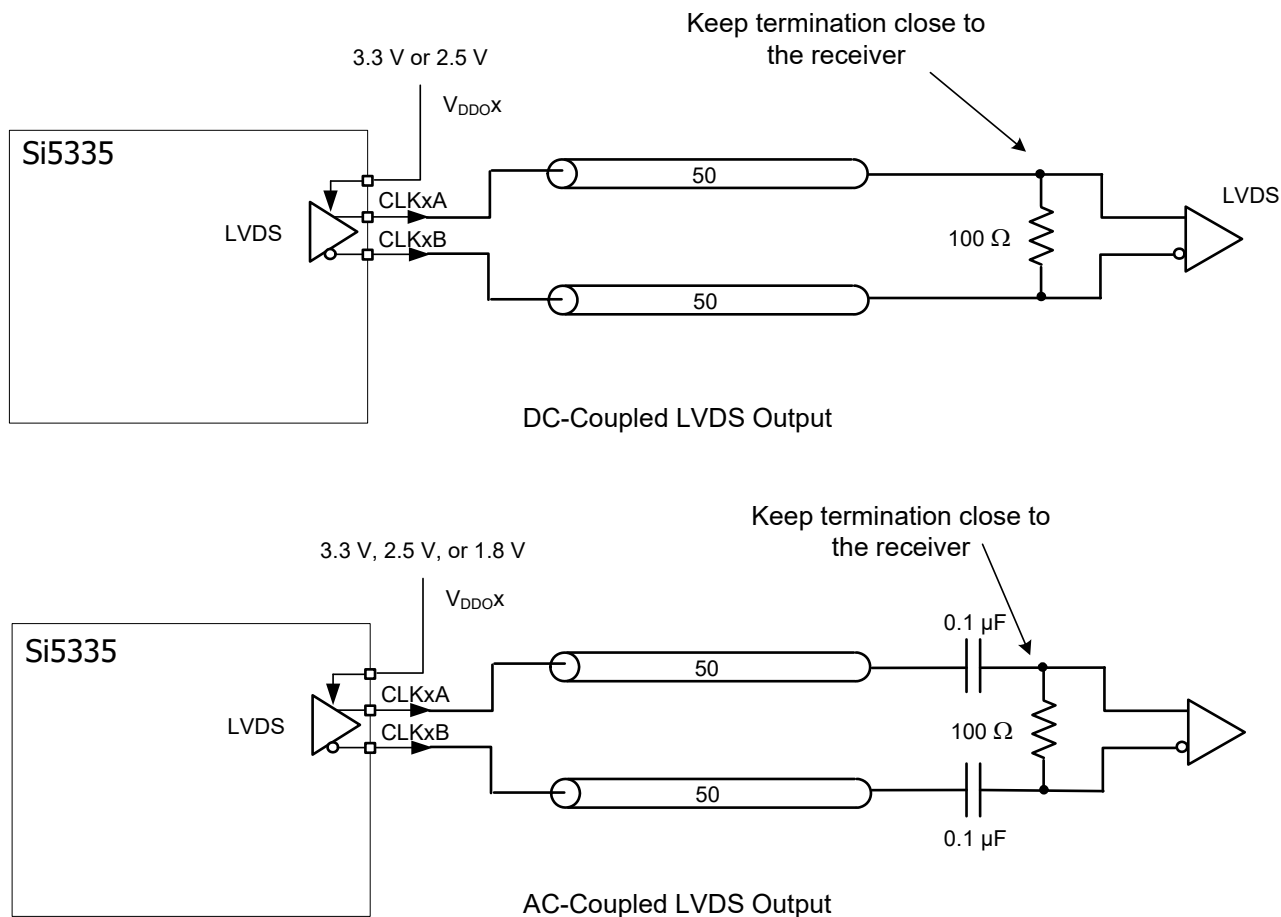 Keep termination close to
the receiver
3.3 V or 2.5 V
VDDOx
Si5335
CLKxA
50
LVDS
LVDS
CLKxB
100 Ω
50
DC-Coupled LVDS Output
Keep termination close to
the receiver
3.3 V, 2.5 V, or 1.8 V
VDDOx
0.1 µF
Si5335
50
CLKxA
LVDS
100 Ω
CLKxB
50
0.1 µF
AC-Coupled LVDS Output